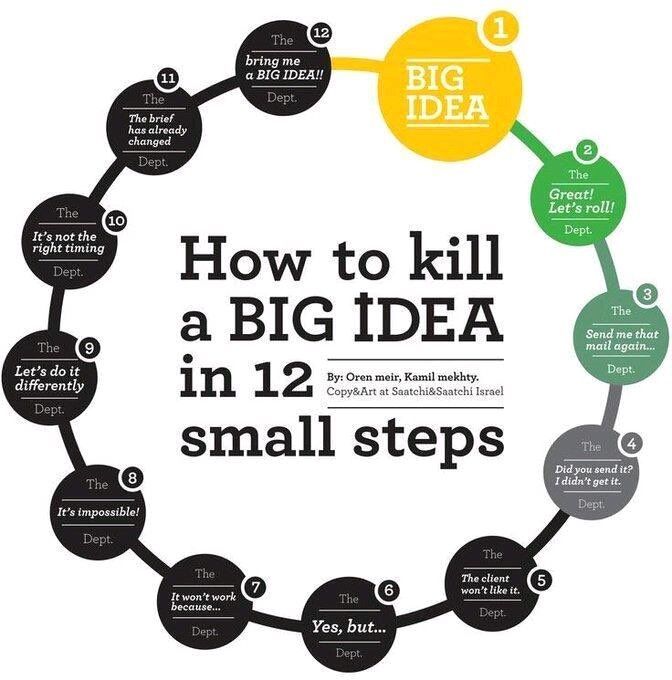 How to kill
a BIG IDEA
in 12
small steps
By: Oren meir, Kamil mekhty.
Copy&Art at Saatchi&Saatchi Israel
1
BIG
IDEA
2
The
Great!
Let's roll!
Dept.
3
The
Send me that
mail again...
Dept.
4
The
Did you send it?
I didn't get it.
Dept.
5
The
The client
won't like it.
Dept.
6
The
Yes, but...
Dept.
7
The
It won't work
because...
Dept.
8
The
It's impossible!
Dept.
9
The
Let's do it
differently
Dept.
10
The
It's not the
right timing
Dept.
11
The
The brief
has already
changed
Dept.
12
The
bring me
a BIG IDEA!!
Dept.